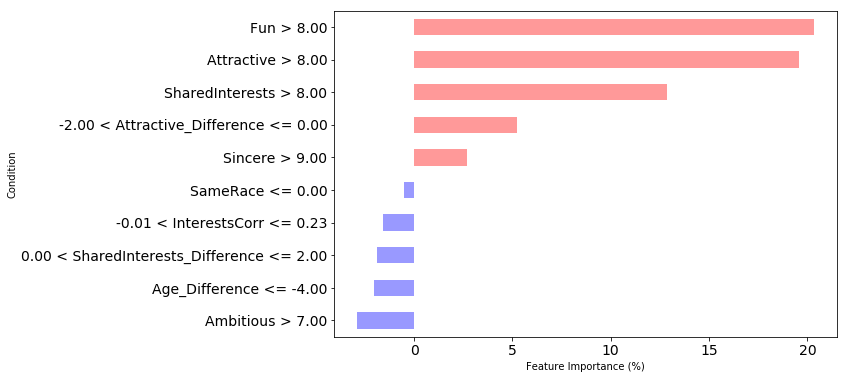 Fun > 8.00
Attractive > 8.00
SharedInterests > 8.00
-2.00 < Attractive_Difference <= 0.00
Sincere > 9.00
SameRace <= 0.00
-0.01 < InterestsCorr <= 0.23
0.00 < SharedInterests_Difference <= 2.00
Age_Difference <= -4.00
Ambitious > 7.00
Condition
0 5 10 15 20
Feature Importance (%)